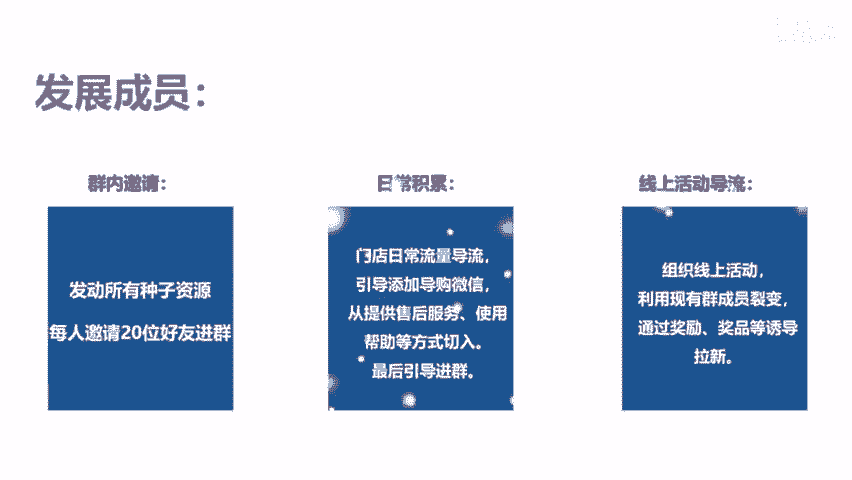 发展成员：
群内邀请：
发动所有种子资源
每人邀请20位好友进群
日常积累：
门店日常流量导流，
引导添加导购微信，
从提供售后服务、使用
帮助等方式切入。
最后引导进群。
线上活动导流：
组织线上活动，
利用现有群成员裂变，
通过奖励、奖品等诱导
拉新。